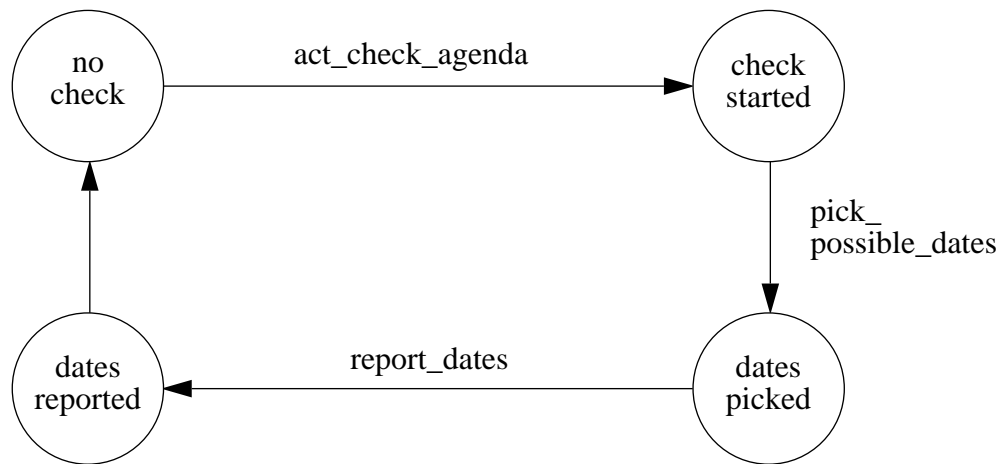 no
check
act_check_agenda
check
started
pick_
possible_dates
dates
reported
report_dates
dates
picked